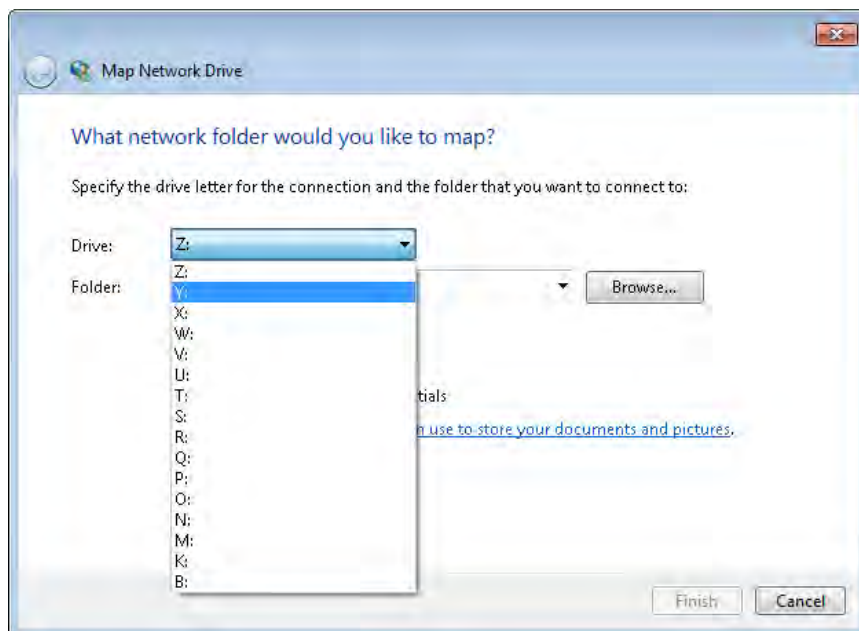 Map Network Drive
What network folder would you like to map?
Specify the drive letter for the connection and the folder that you want to connect to:
Drive: Z:
Z:
Folder: Browse...
Y:
X:
W:
V:
U:
T:
tials
S:
n use to store your documents and pictures.
R:
Q:
P:
O:
N:
M:
K:
B:
Finish Cancel